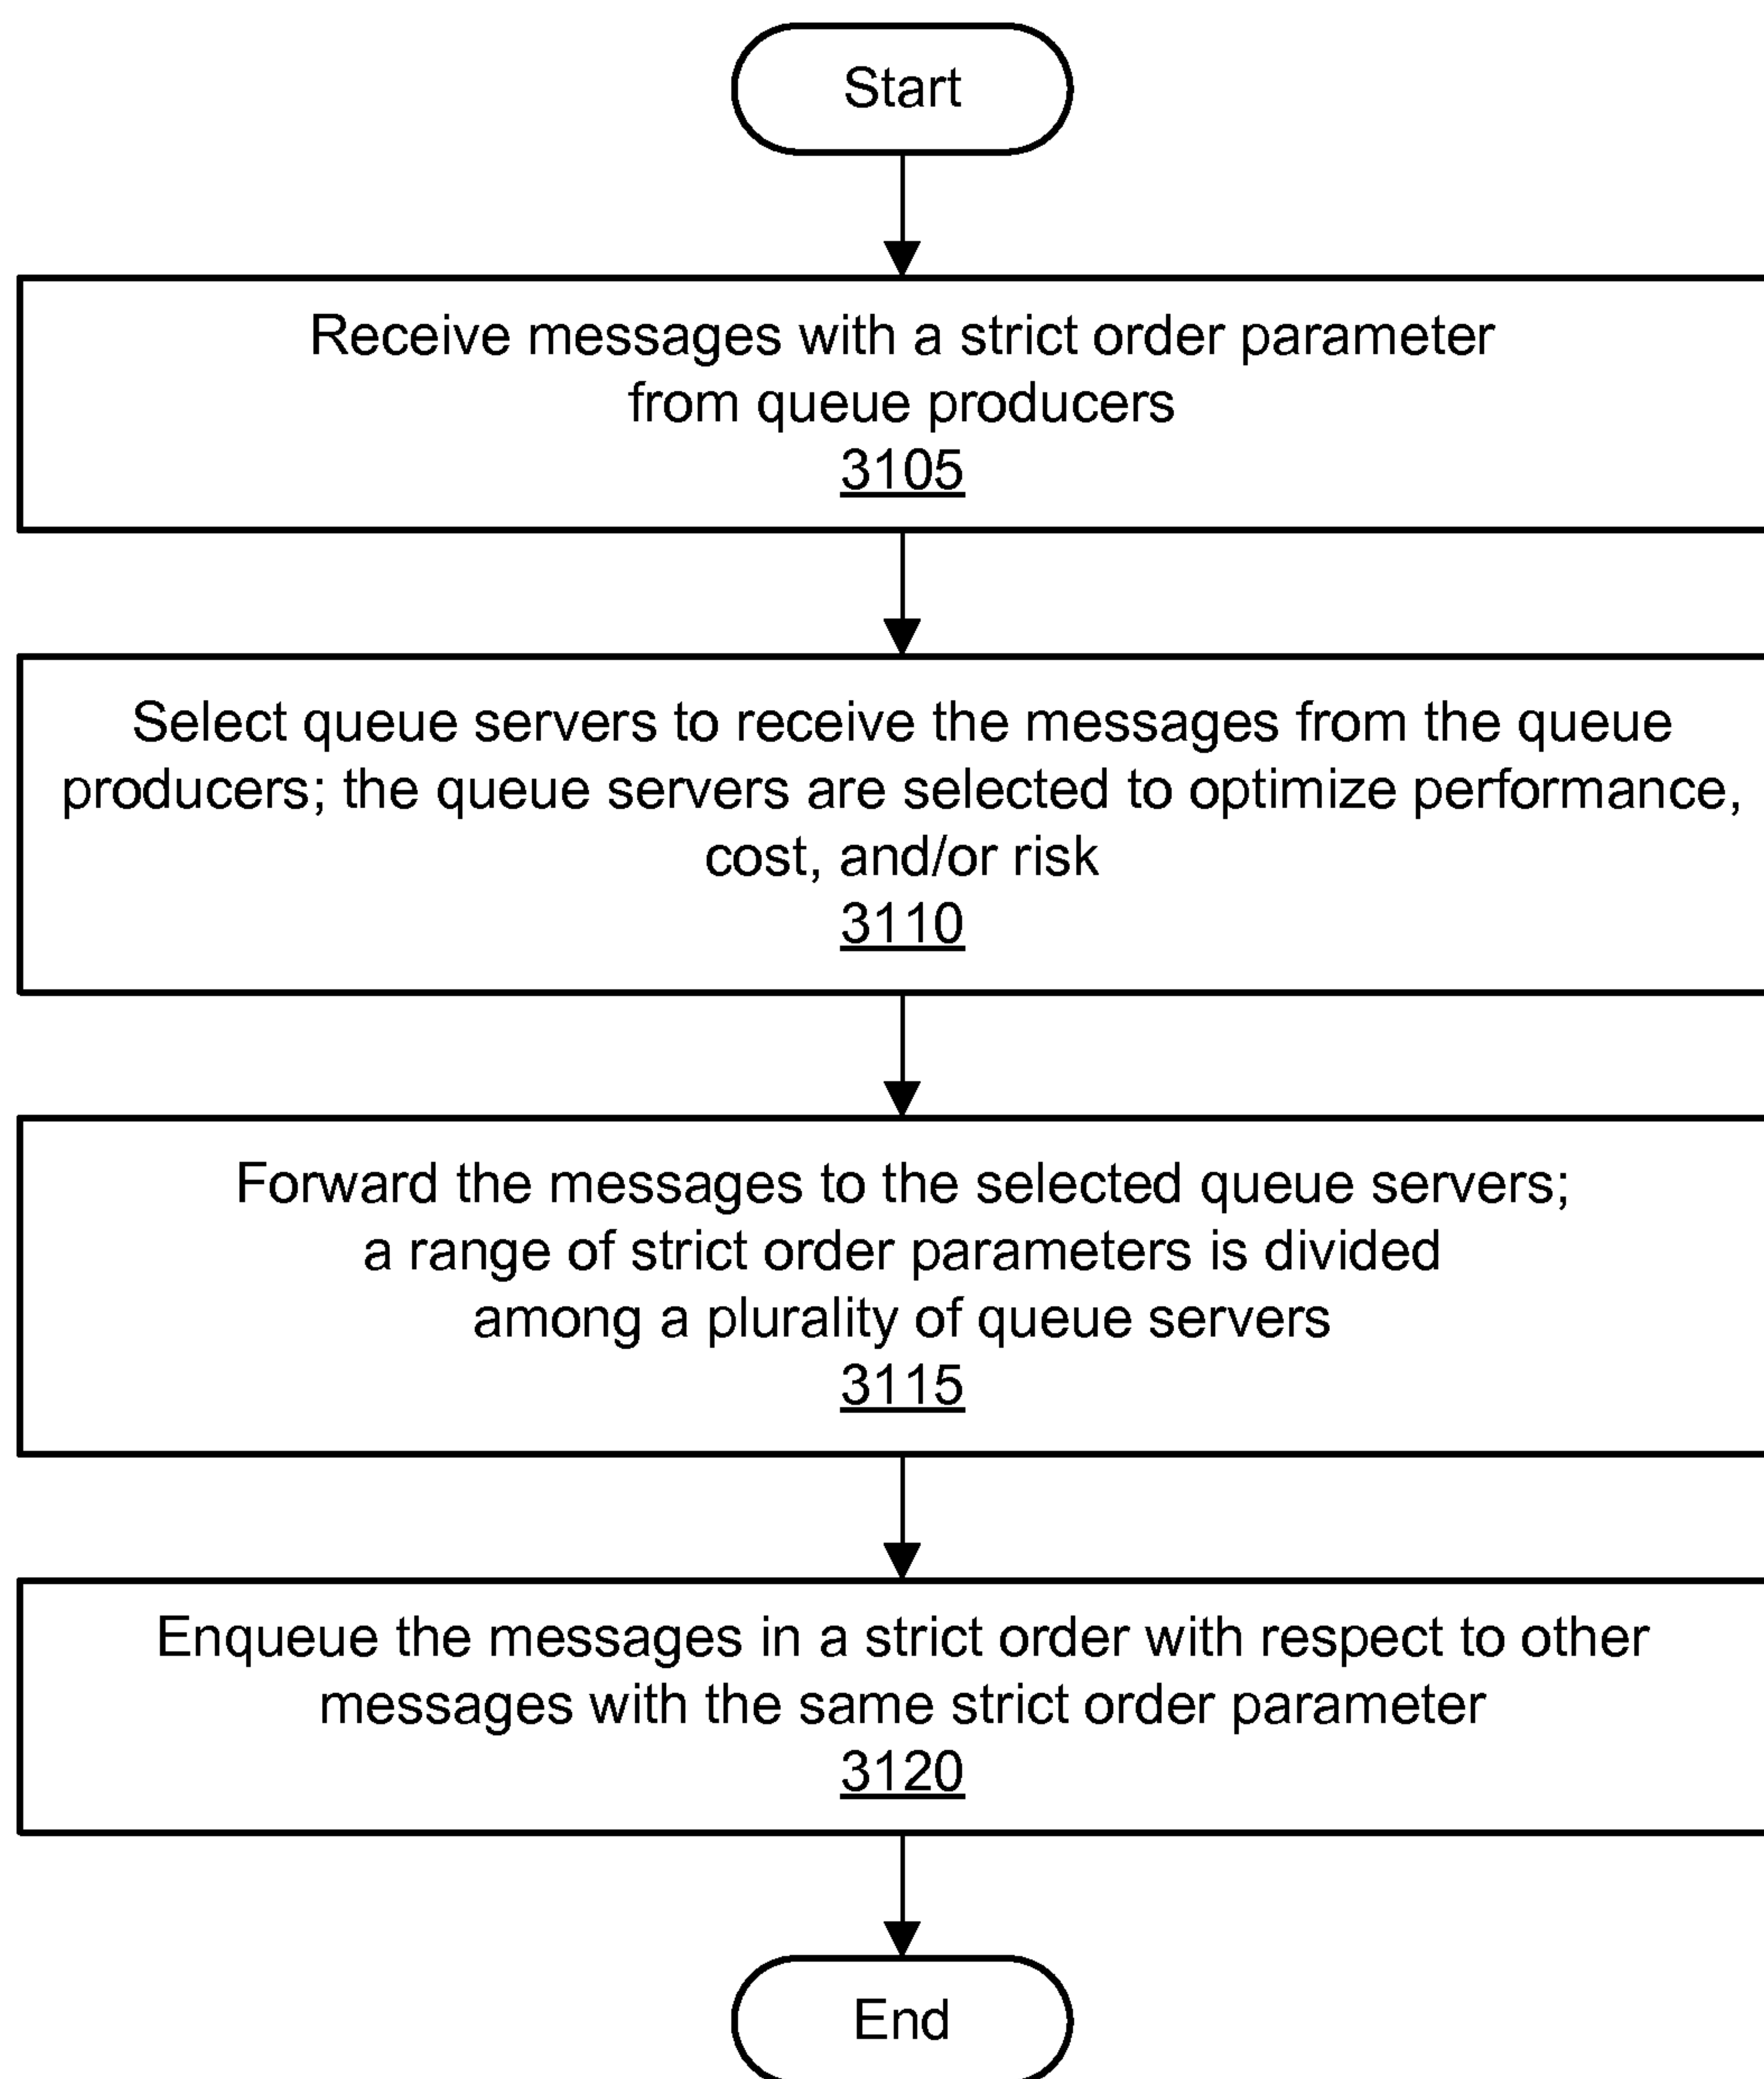 Start
Receive messages with a strict order parameter
from queue producers
3105
Select queue servers to receive the messages from the queue
producers; the queue servers are selected to optimize performance,
cost, and/or risk
3110
Forward the messages to the selected queue servers;
a range of strict order parameters is divided
among a plurality of queue servers
3115
Enqueue the messages in a strict order with respect to other
messages with the same strict order parameter
3120
End